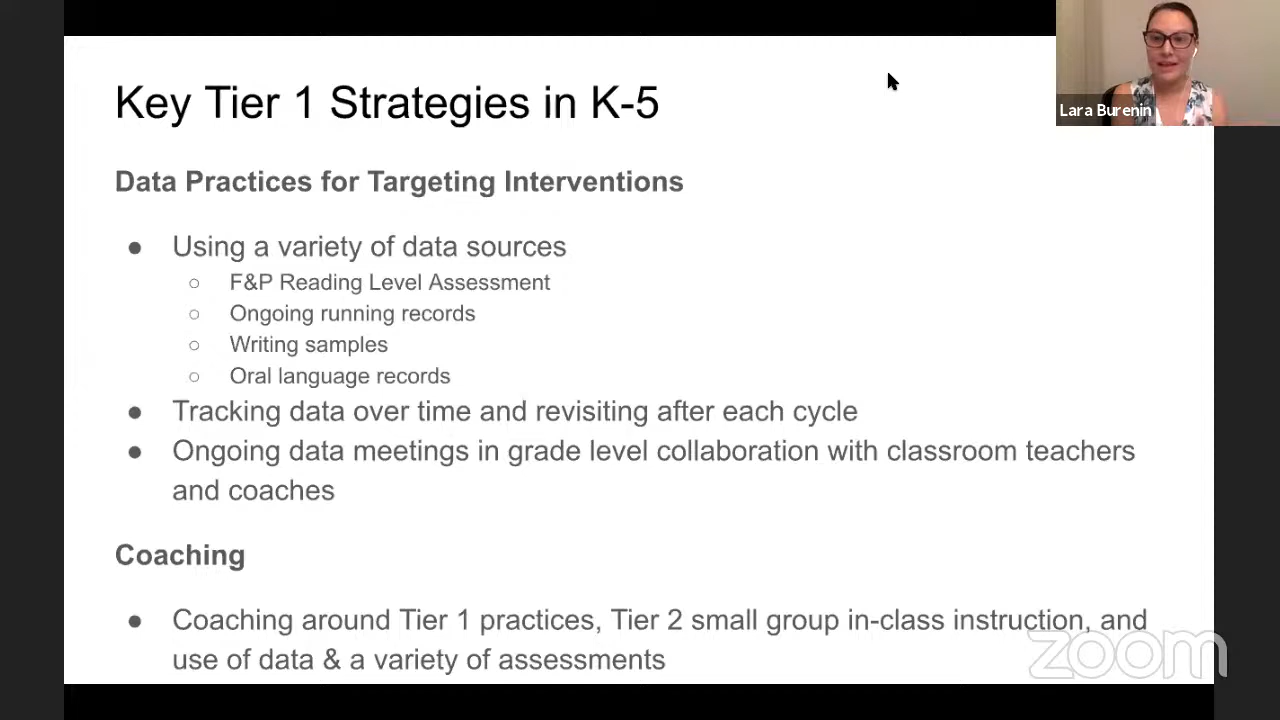 Key Tier 1 Strategies in K-5
Lara Burenin
Data Practices for Targeting Interventions
● Using a variety of data sources
○ F&P Reading Level Assessment
○ Ongoing running records
○ Writing samples
○ Oral language records
● Tracking data over time and revisiting after each cycle
● Ongoing data meetings in grade level collaboration with classroom teachers
and coaches
Coaching
● Coaching around Tier 1 practices, Tier 2 small group in-class instruction, and
use of data & a variety of assessments
zoom